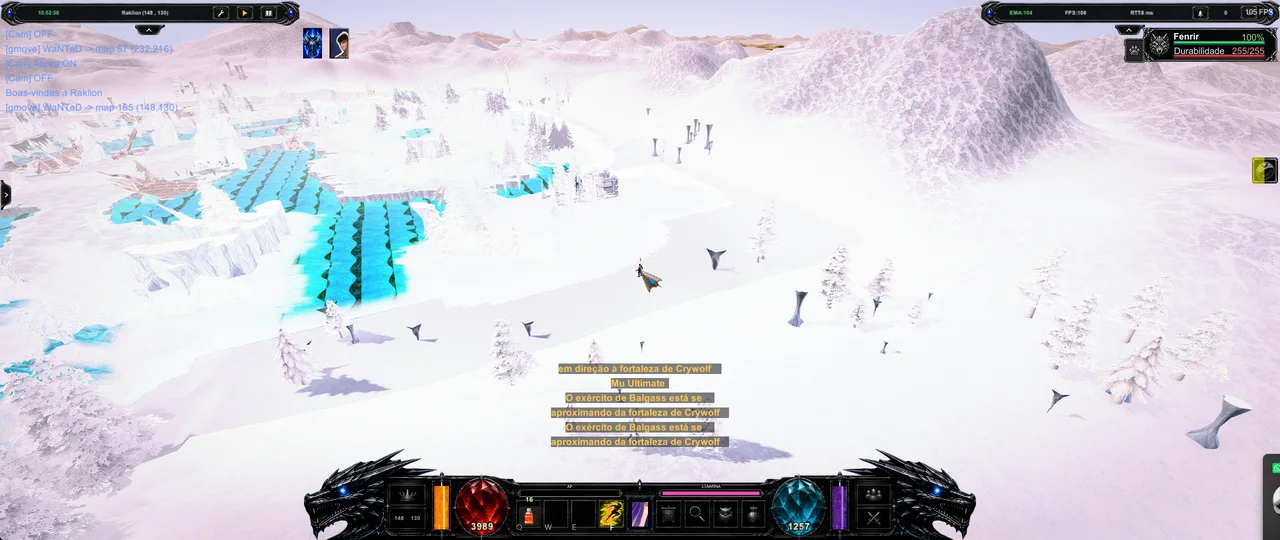 10:52:56
Raklion (148 , 130)
EMA:104
FPS:108
RTT:8 ms
0
105 FPS
[Cam] OFF
[gmove] WaNTeD -> map 57 (232,216)
[Cam] ON
[Cam] OFF
Boas-vindas a Raklion
[gmove] WaNTeD -> map 165 (148,130)
Fenrir 100%
Durabilidade 255/255
em direção à fortaleza de Crywolf
Mu Ultimate
O exército de Balgass está se
aproximando da fortaleza de Crywolf
O exército de Balgass está se
aproximando da fortaleza de Crywolf
XP
STAMINA
16
148 130
3989
Q W E F
1257